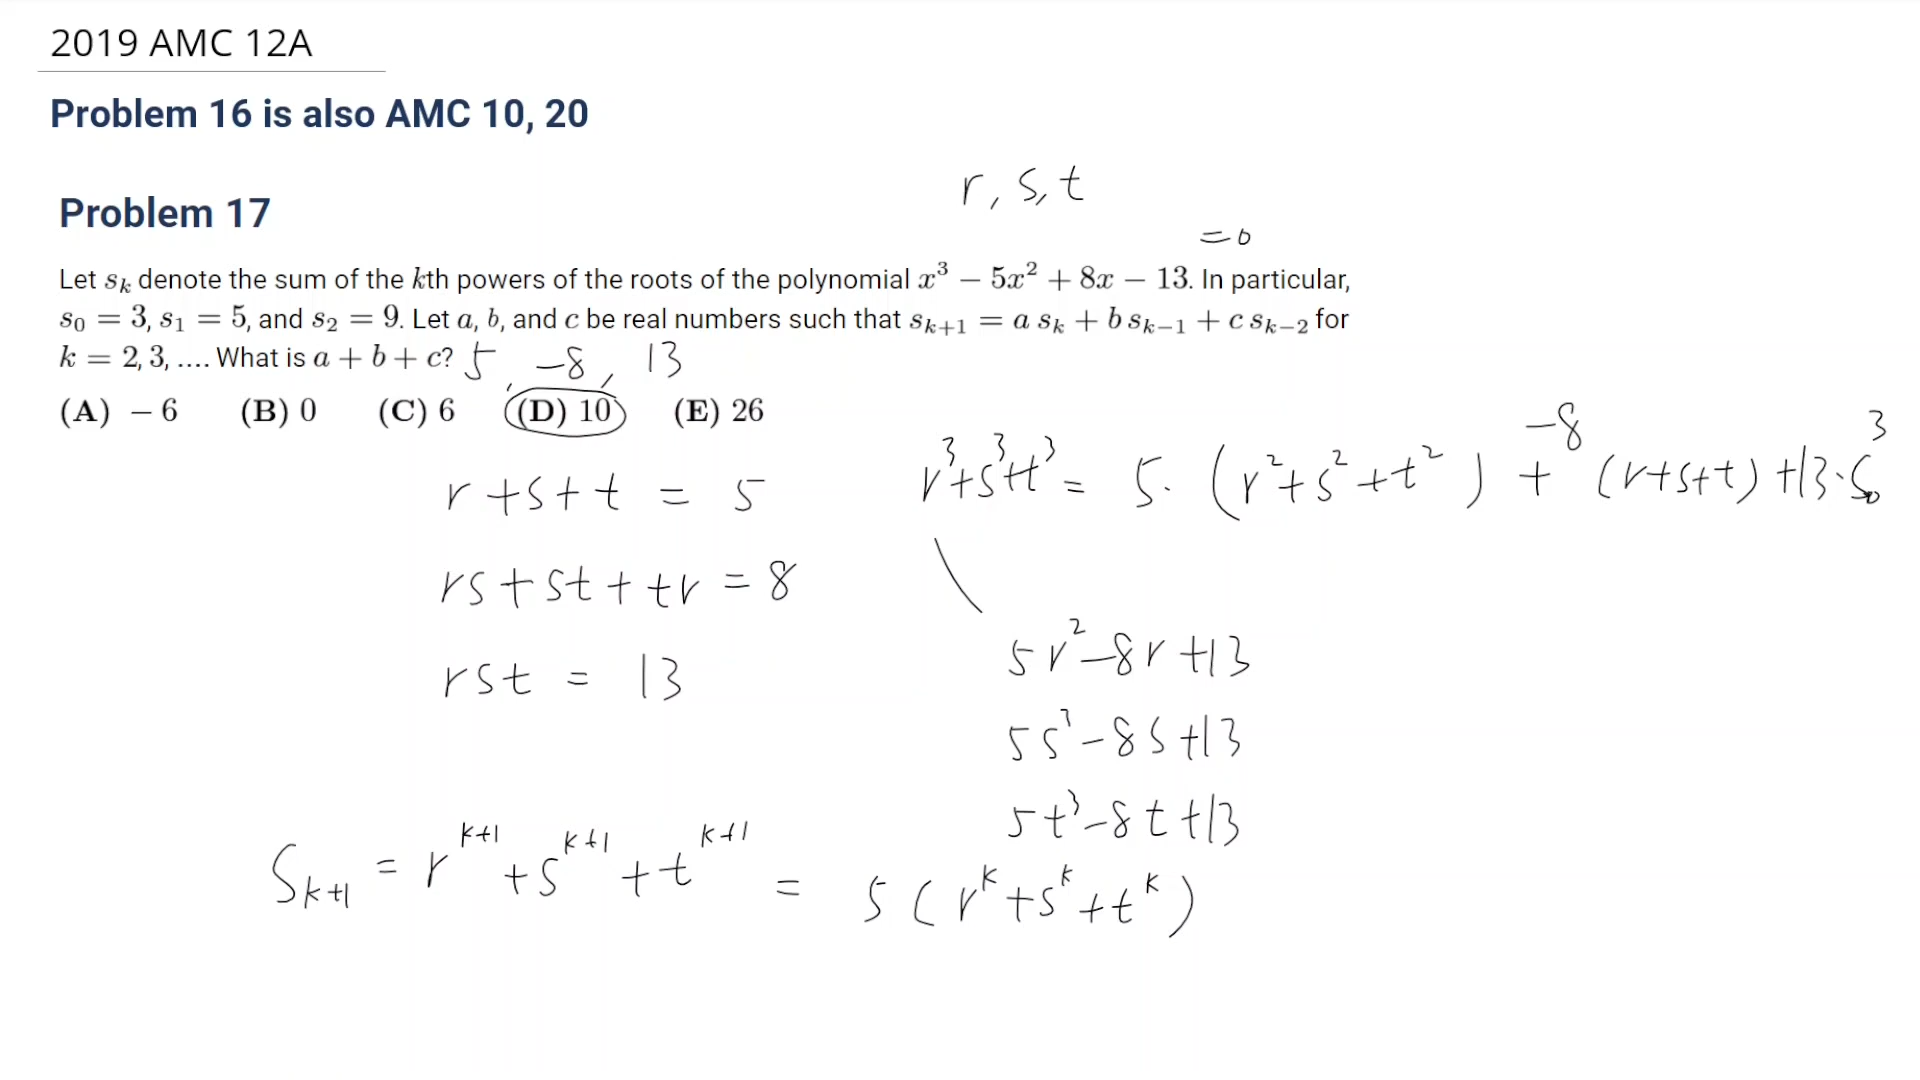 2019 AMC 12A
Problem 16 is also AMC 10, 20
r, s, t
Problem 17
= 0
Let s_k denote the sum of the kth powers of the roots of the polynomial x^3 − 5x^2 + 8x − 13. In particular,
s_0 = 3, s_1 = 5, and s_2 = 9. Let a, b, and c be real numbers such that s_{k+1} = a s_k + b s_{k−1} + c s_{k−2} for
k = 2, 3, .... What is a + b + c? 5, −8, 13
(A) − 6 (B) 0 (C) 6 (D) 10 (E) 26
r + s + t = 5
r^3 + s^3 + t^3 = 5. (r^2 + s^2 + t^2) + −8 (r + s + t) + 13 · s_0 3
rs + st + tr = 8
5r^2 − 8r + 13
rst = 13
5s^2 − 8s + 13
5t^3 − 8t + 13
S_{k+1} = r^{k+1} + s^{k+1} + t^{k+1} = 5 (r^k + s^k + t^k)